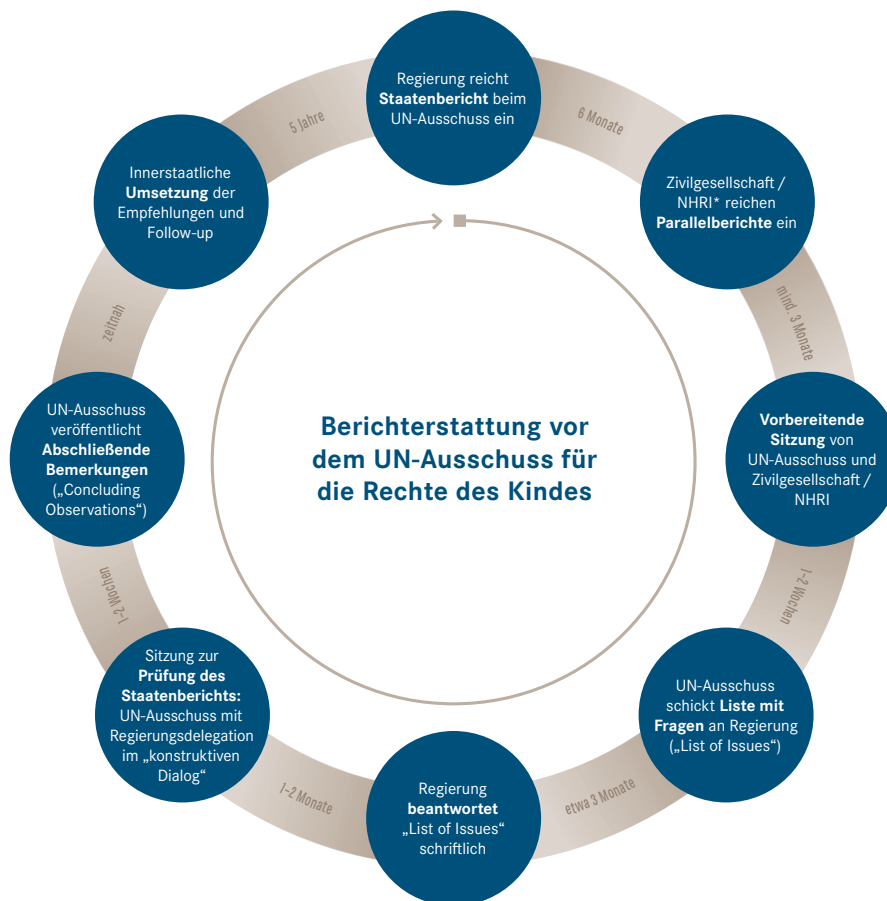 Regierung reicht
Staatenbericht beim
UN-Ausschuss ein
6 Monate
Zivilgesellschaft /
NHRI* reichen
Parallelberichte ein
mind. 3 Monate
Vorbereitende
Sitzung von
UN-Ausschuss und
Zivilgesellschaft /
NHRI
1–2 Wochen
UN-Ausschuss
schickt Liste mit
Fragen an Regierung
(„List of Issues“)
etwa 3 Monate
Regierung
beantwortet
„List of Issues“
schriftlich
1–2 Monate
Sitzung zur
Prüfung des
Staatenberichts:
UN-Ausschuss mit
Regierungsdelegation
im „konstruktiven
Dialog“
1–2 Wochen
UN-Ausschuss
veröffentlicht
Abschließende
Bemerkungen
(„Concluding
Observations“)
zeitnah
Innerstaatliche
Umsetzung der
Empfehlungen und
Follow-up
5 Jahre
Berichterstattung vor
dem UN-Ausschuss für
die Rechte des Kindes